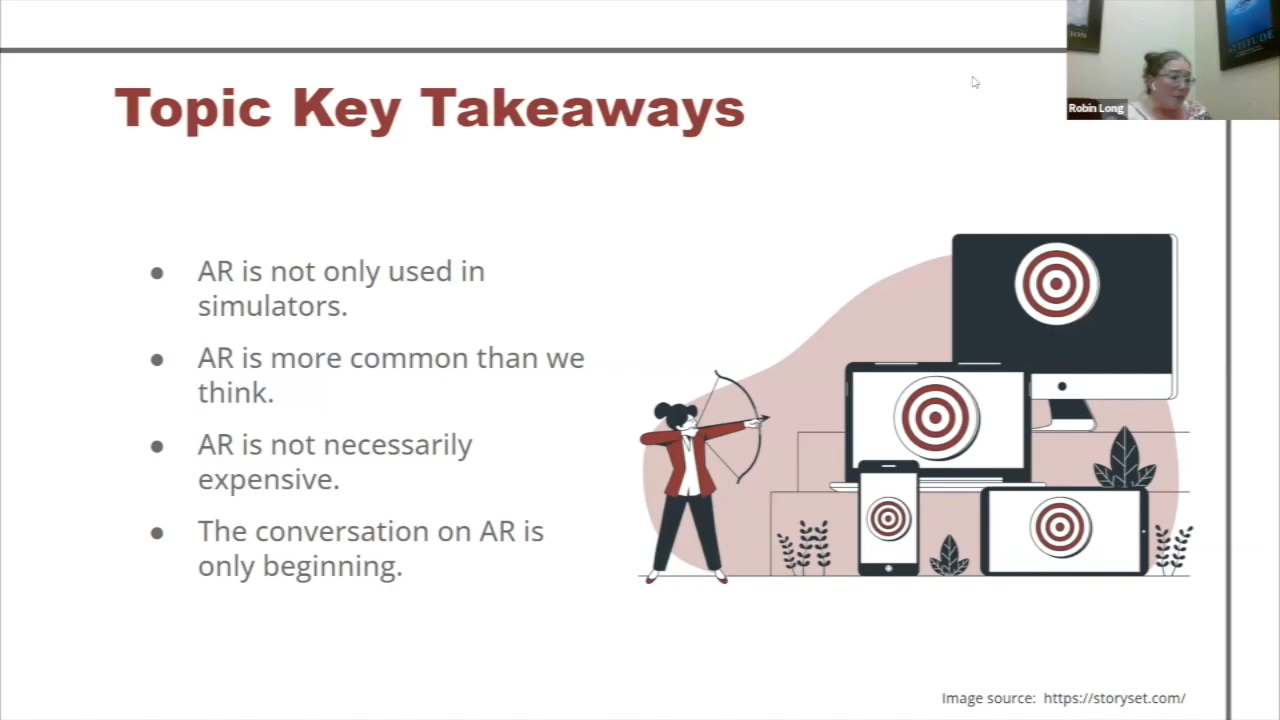 Topic Key Takeaways
● AR is not only used in
simulators.
● AR is more common than we
think.
● AR is not necessarily
expensive.
● The conversation on AR is
only beginning.
Image source: https://storyset.com/
Robin Long